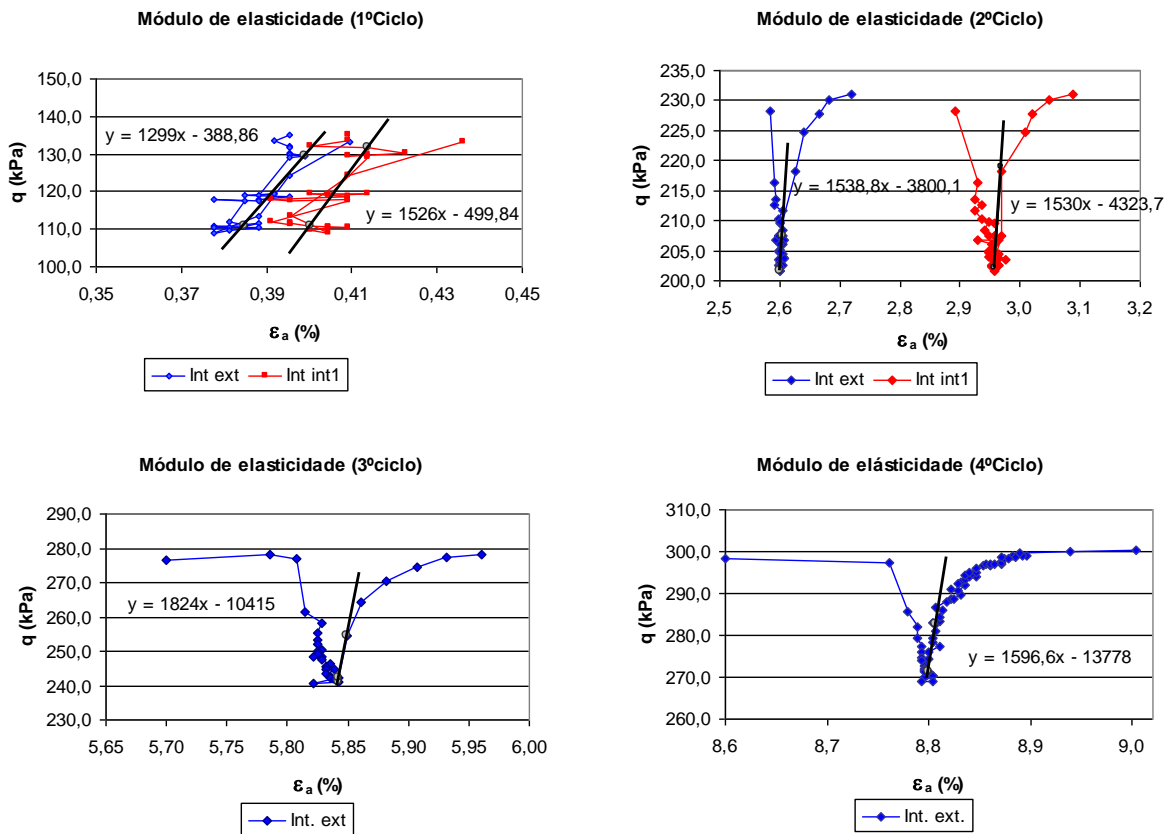 Módulo de elasticidade (1ºCiclo)
150,0
140,0
130,0
120,0
110,0
100,0
q (kPa)
y = 1299x - 388,86
y = 1526x - 499,84
0,35
0,37
0,39
0,41
0,43
0,45
εa (%)
Int ext
Int int1
Módulo de elasticidade (2ºCiclo)
235,0
230,0
225,0
220,0
215,0
210,0
205,0
200,0
q (kPa)
y = 1538,8x - 3800,1
y = 1530x - 4323,7
2,5
2,6
2,7
2,8
2,9
3,0
3,1
3,2
εa (%)
Int ext
Int int1
Módulo de elasticidade (3ºciclo)
290,0
280,0
270,0
260,0
250,0
240,0
230,0
q (kPa)
y = 1824x - 10415
5,65
5,70
5,75
5,80
5,85
5,90
5,95
6,00
εa (%)
Int. ext
Módulo de elásticidade (4ºCiclo)
310,0
300,0
290,0
280,0
270,0
260,0
q (kPa)
y = 1596,6x - 13778
8,6
8,7
8,8
8,9
9,0
εa (%)
Int. ext.